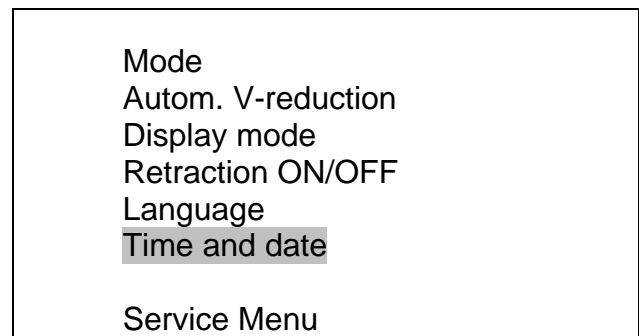 Mode
Autom. V-reduction
Display mode
Retraction ON/OFF
Language
Time and date
Service Menu